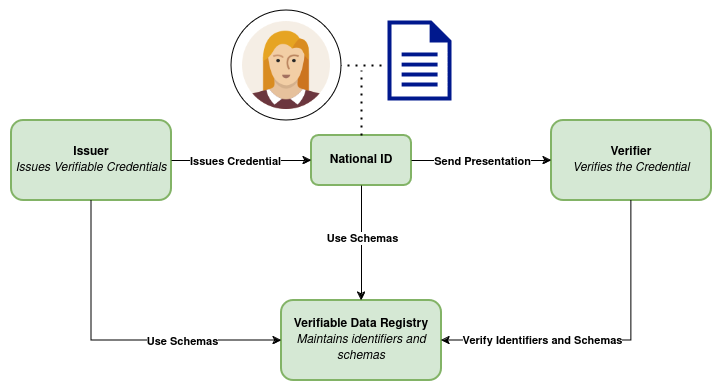 Issuer
Issues Verifiable Credentials
Issues Credential
National ID
Send Presentation
Verifier
Verifies the Credential
Use Schemas
Use Schemas
Verifiable Data Registry
Maintains identifiers and
schemas
Verify Identifiers and Schemas